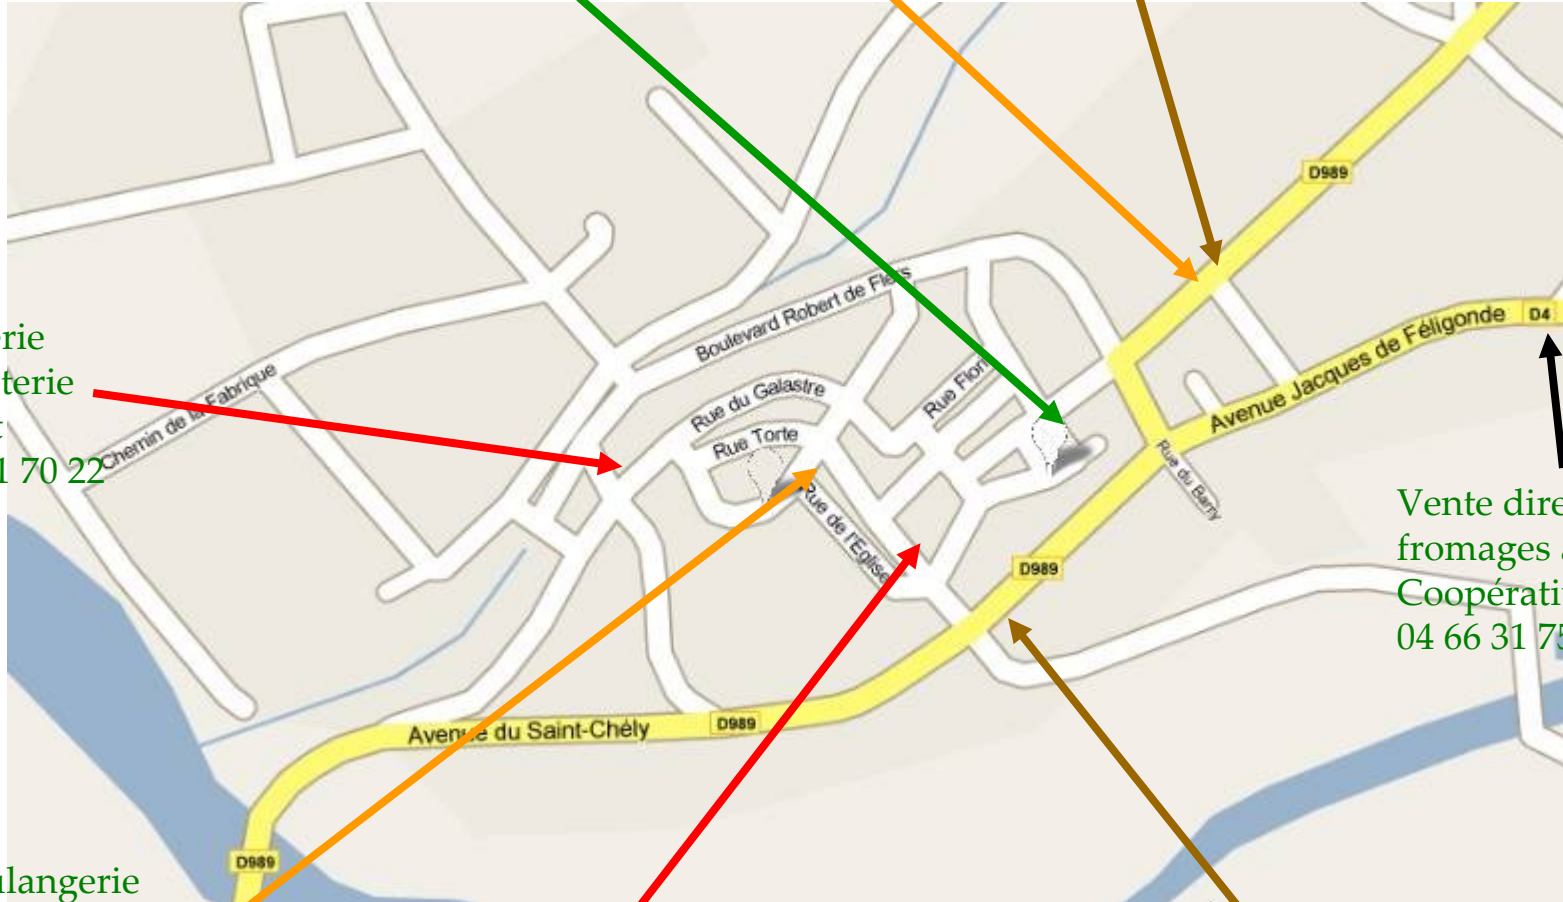 D989
D4
Avenue Jacques de Féligonde
Boulevard Robert de Flers
Rue du Galastre
Rue Torte
Rue Flori
Rue de l'Eglise
Rue du Barry
Chemin de la Fabrique
erie
terie
1 70 22
Vente dire
fromages
Coopérati
04 66 31 75
D989
D989
Avenue du Saint-Chély
D989
langerie